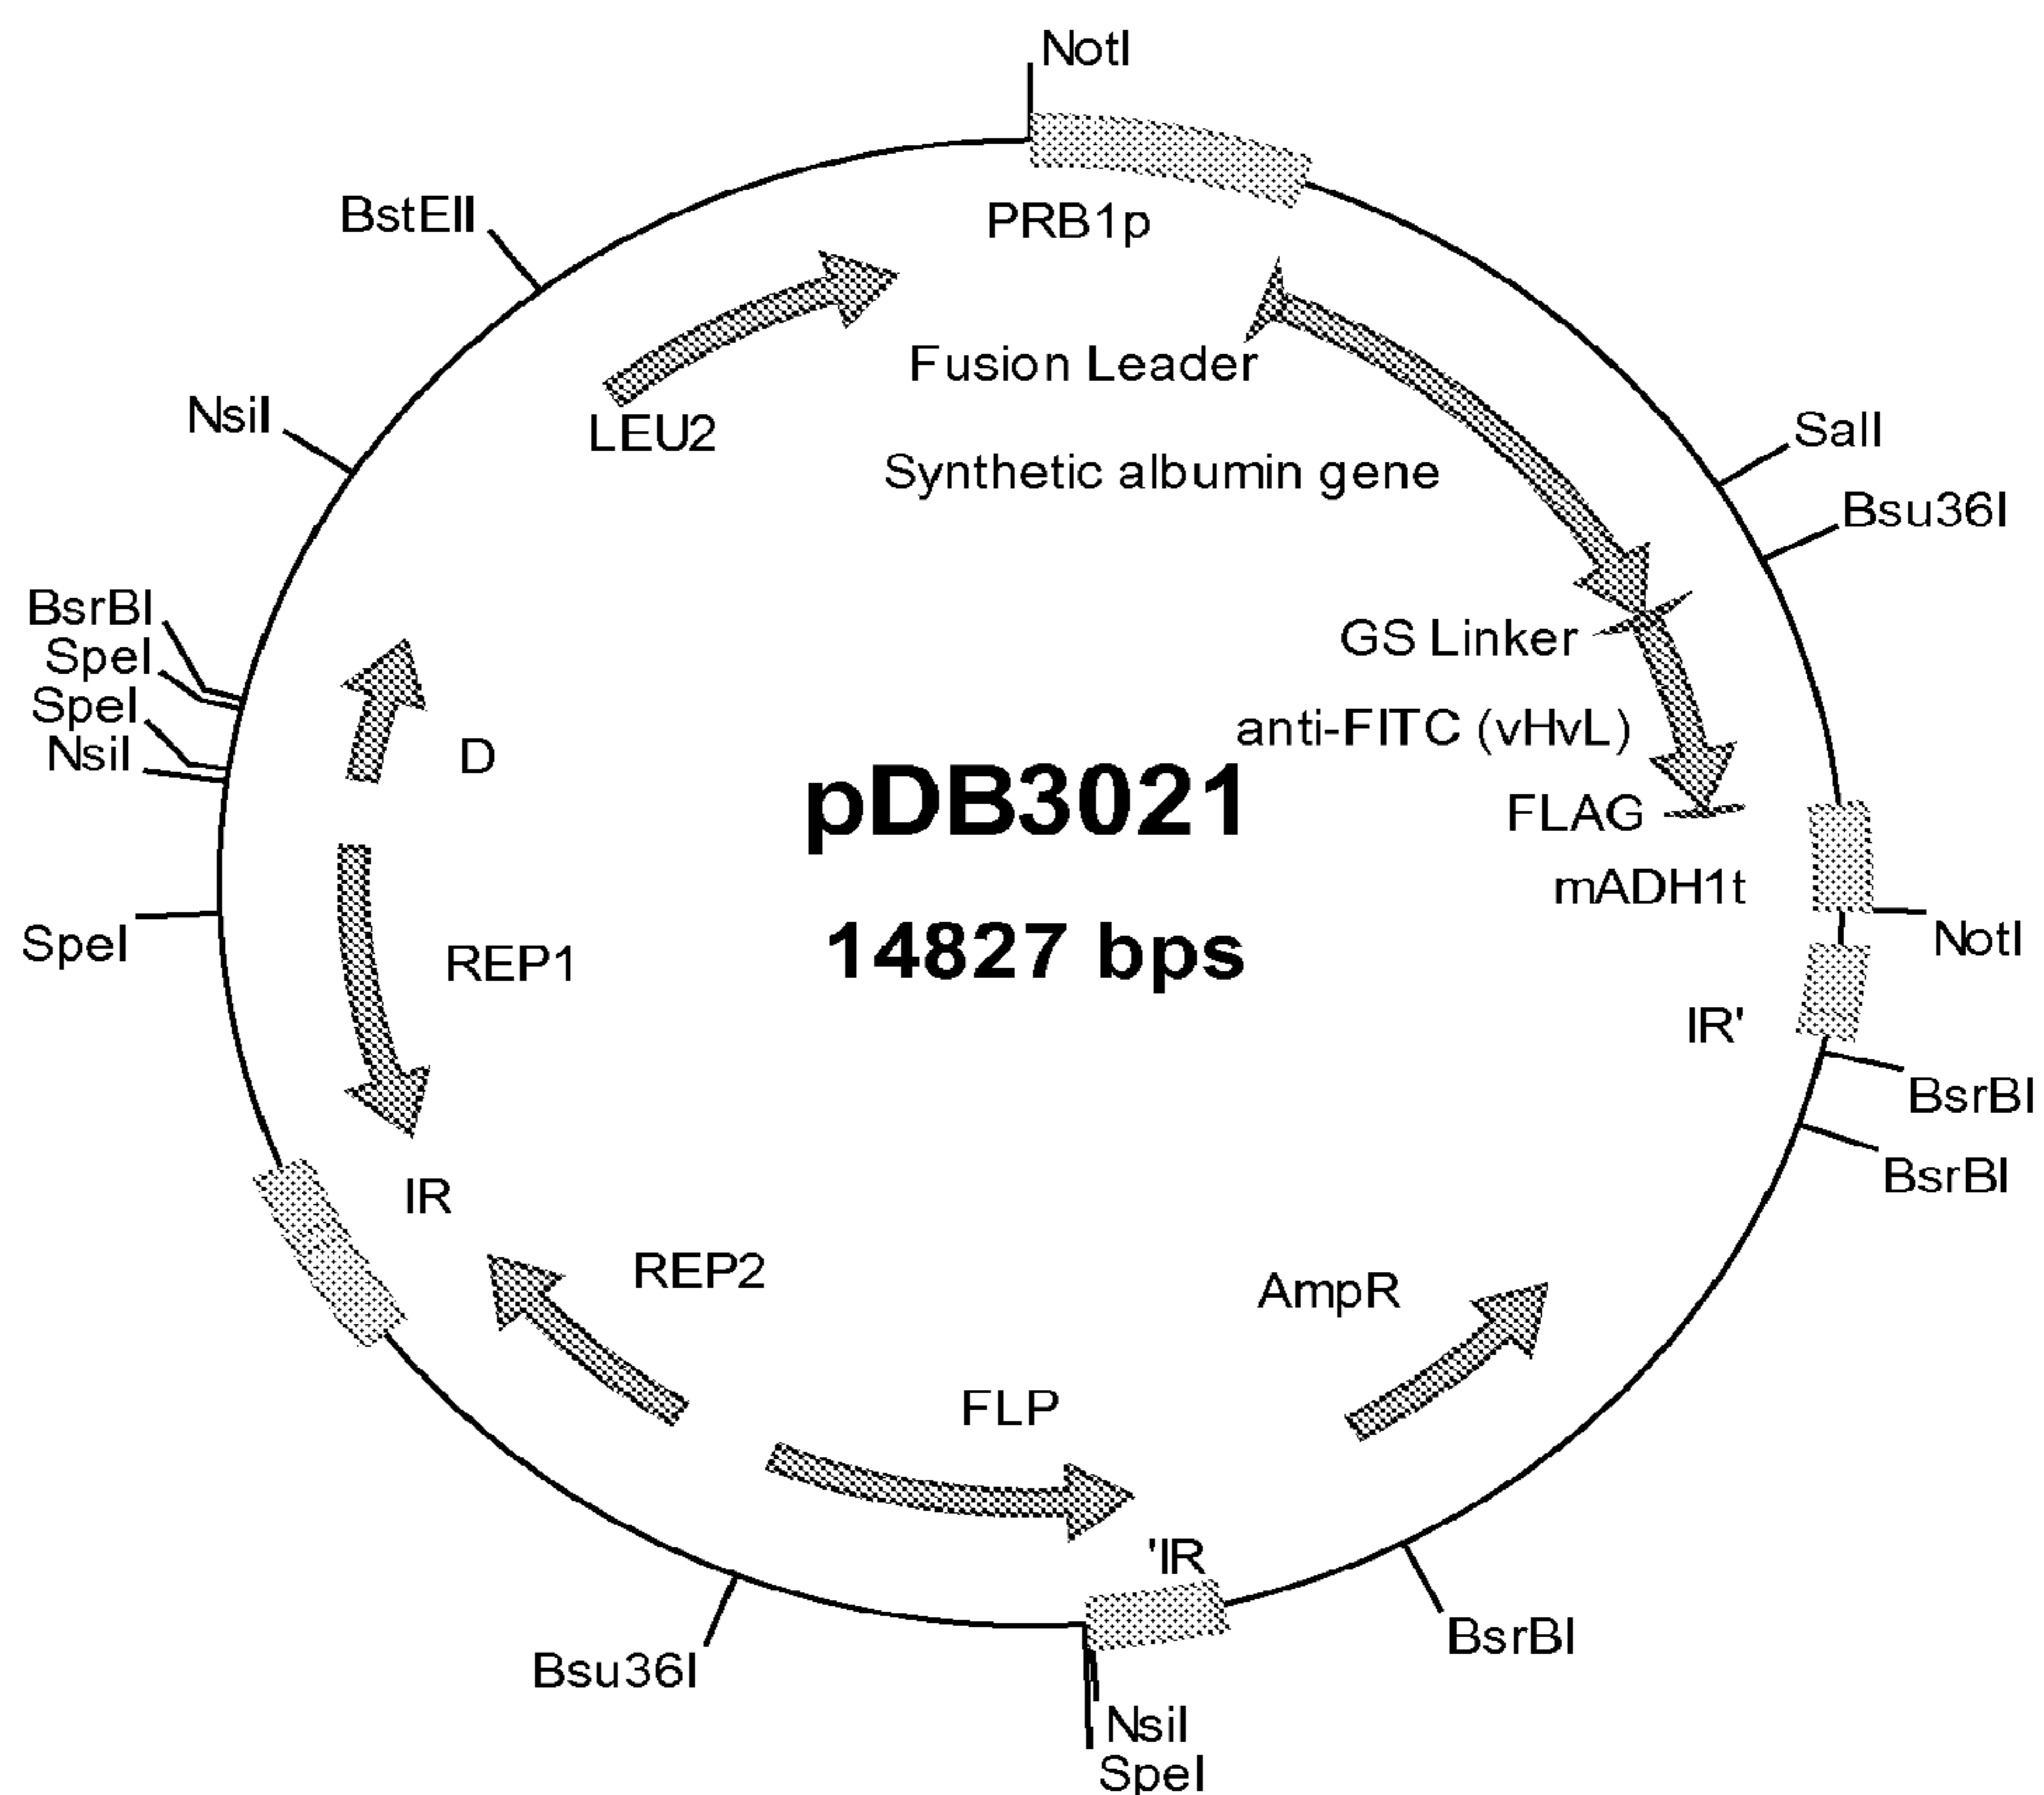 NotI
BstEII
PRB1p
Fusion Leader
LEU2
NsiI
Synthetic albumin gene
SalI
Bsu36I
BsrBI
SpeI
SpeI
NsiI
GS Linker
anti-FITC (vHvL)
D
FLAG
pDB3021
14827 bps
mADH1t
NotI
SpeI
REP1
IR'
BsrBI
BsrBI
IR
REP2
AmpR
FLP
'IR
BsrBI
Bsu36I
NsiI
SpeI